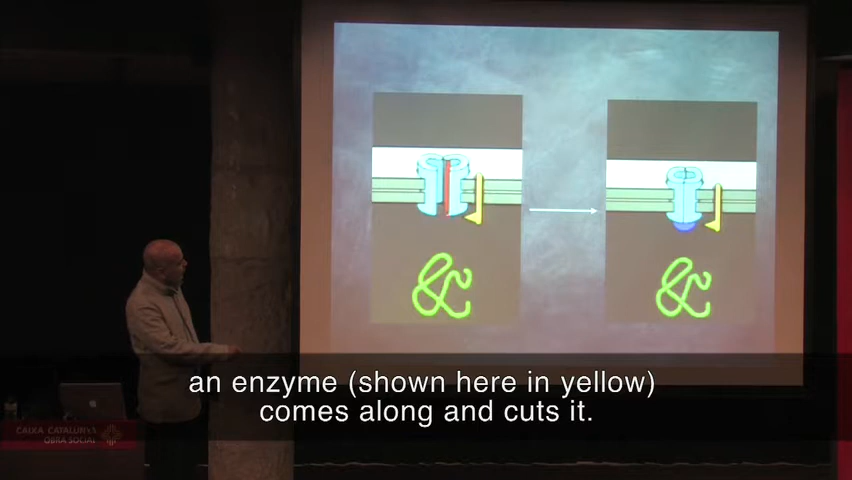 an enzyme (shown here in yellow)
comes along and cuts it.
CAIXA CATALUNYA
OBRA SOCIAL